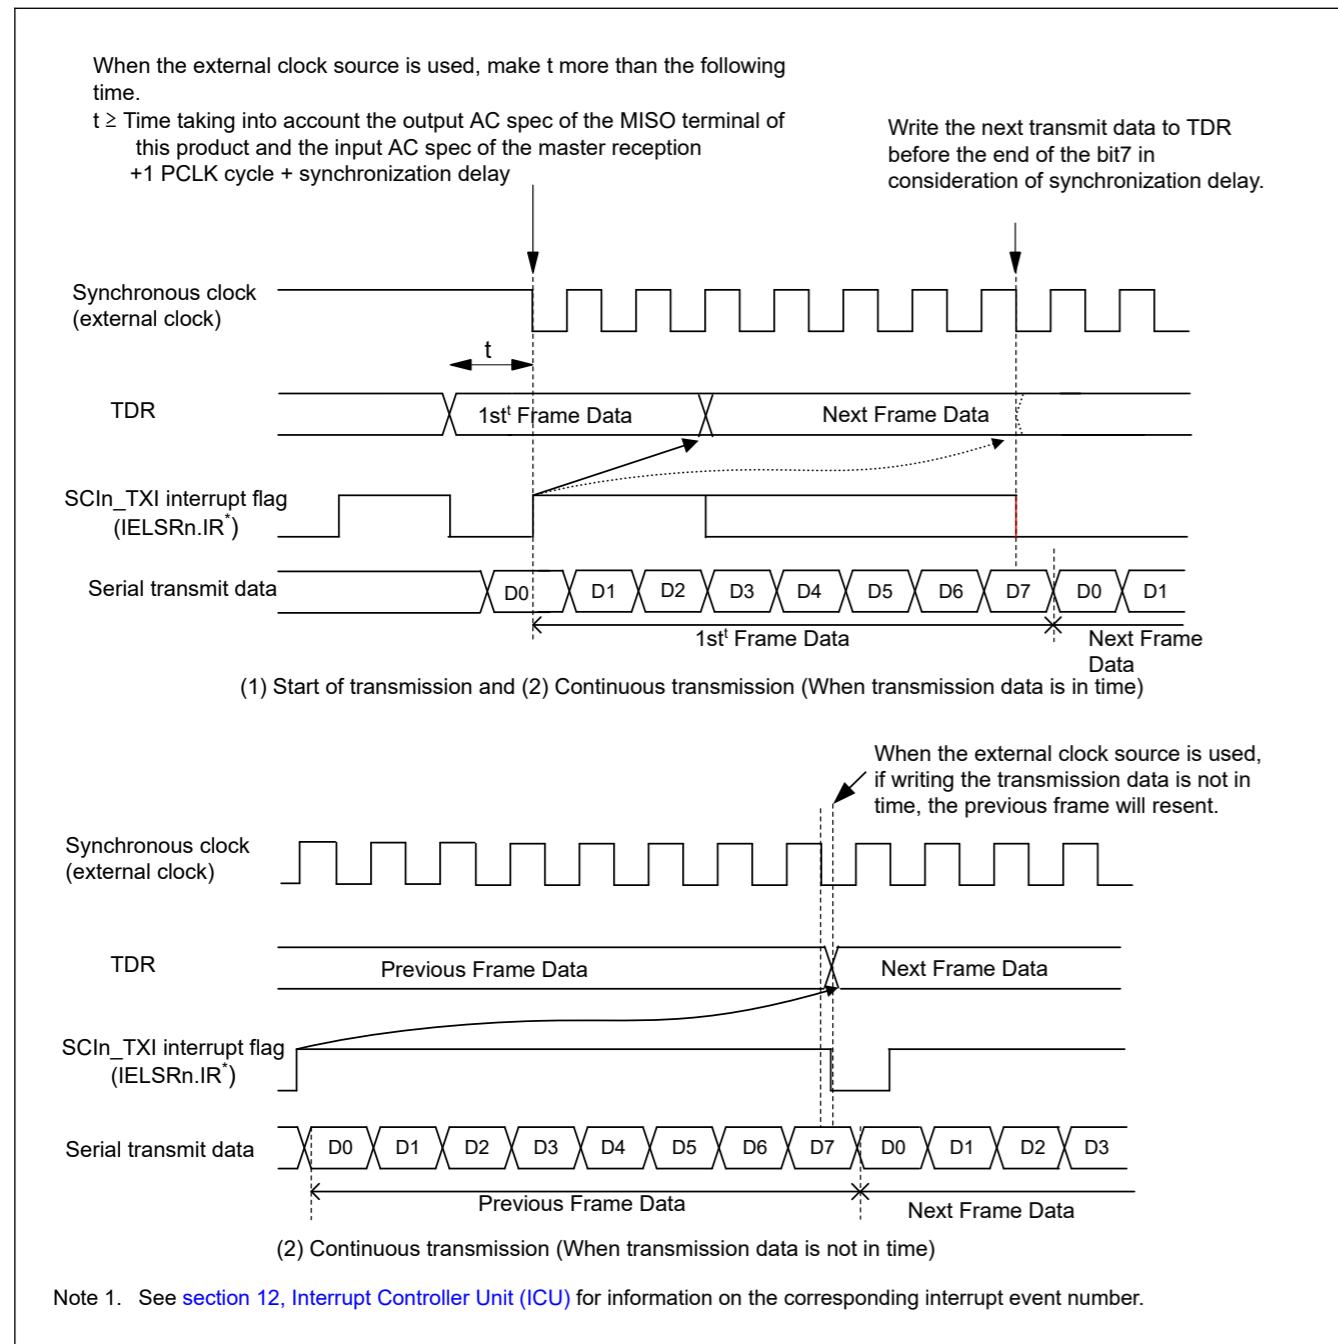 When the external clock source is used, make t more than the following
time.
t ≥ Time taking into account the output AC spec of the MISO terminal of
this product and the input AC spec of the master reception
+1 PCLK cycle + synchronization delay
Write the next transmit data to TDR
before the end of the bit7 in
consideration of synchronization delay.
Synchronous clock
(external clock)
t
TDR
1stᵗ Frame Data
Next Frame Data
SCIn_TXI interrupt flag
(IELSRn.IR*)
Serial transmit data
D0 D1 D2 D3 D4 D5 D6 D7 D0 D1
1stᵗ Frame Data
Next Frame
Data
(1) Start of transmission and (2) Continuous transmission (When transmission data is in time)
When the external clock source is used,
if writing the transmission data is not in
time, the previous frame will resent.
Synchronous clock
(external clock)
TDR
Previous Frame Data
Next Frame Data
SCIn_TXI interrupt flag
(IELSRn.IR*)
Serial transmit data
D0 D1 D2 D3 D4 D5 D6 D7 D0 D1 D2 D3
Previous Frame Data
Next Frame Data
(2) Continuous transmission (When transmission data is not in time)
Note 1. See section 12, Interrupt Controller Unit (ICU) for information on the corresponding interrupt event number.